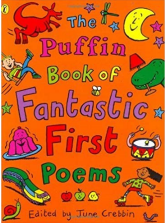 The
Puffin
Book of
Fantastic
First
Poems
Edited by June Crebbin